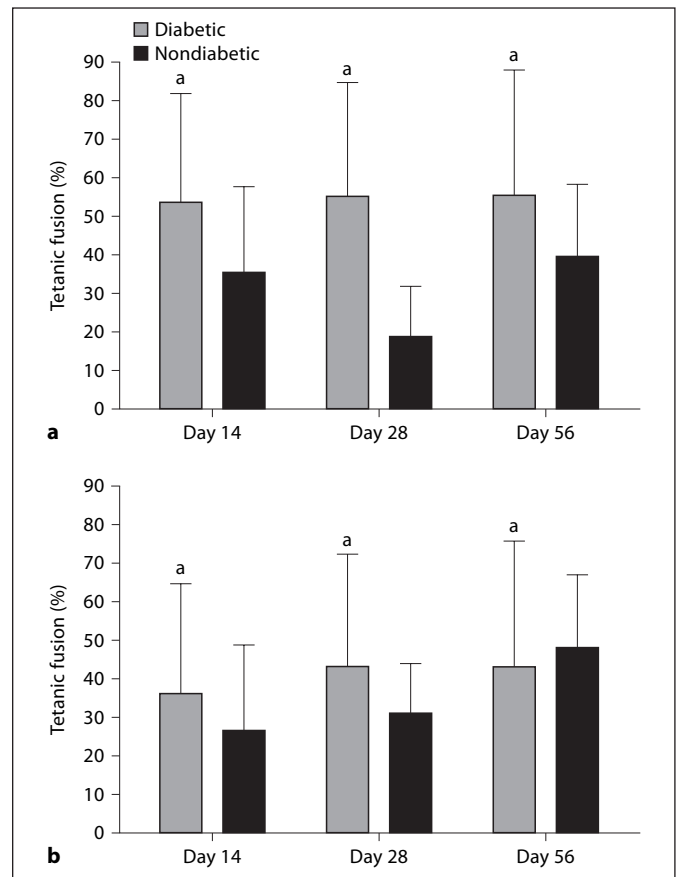 Diabetic
Nondiabetic
90
80
70
60
50
40
30
20
10
0
Tetanic fusion (%)
a
a
a
Day 14
Day 28
Day 56
a
90
80
70
60
50
40
30
20
10
0
Tetanic fusion (%)
a
a
a
Day 14
Day 28
Day 56
b